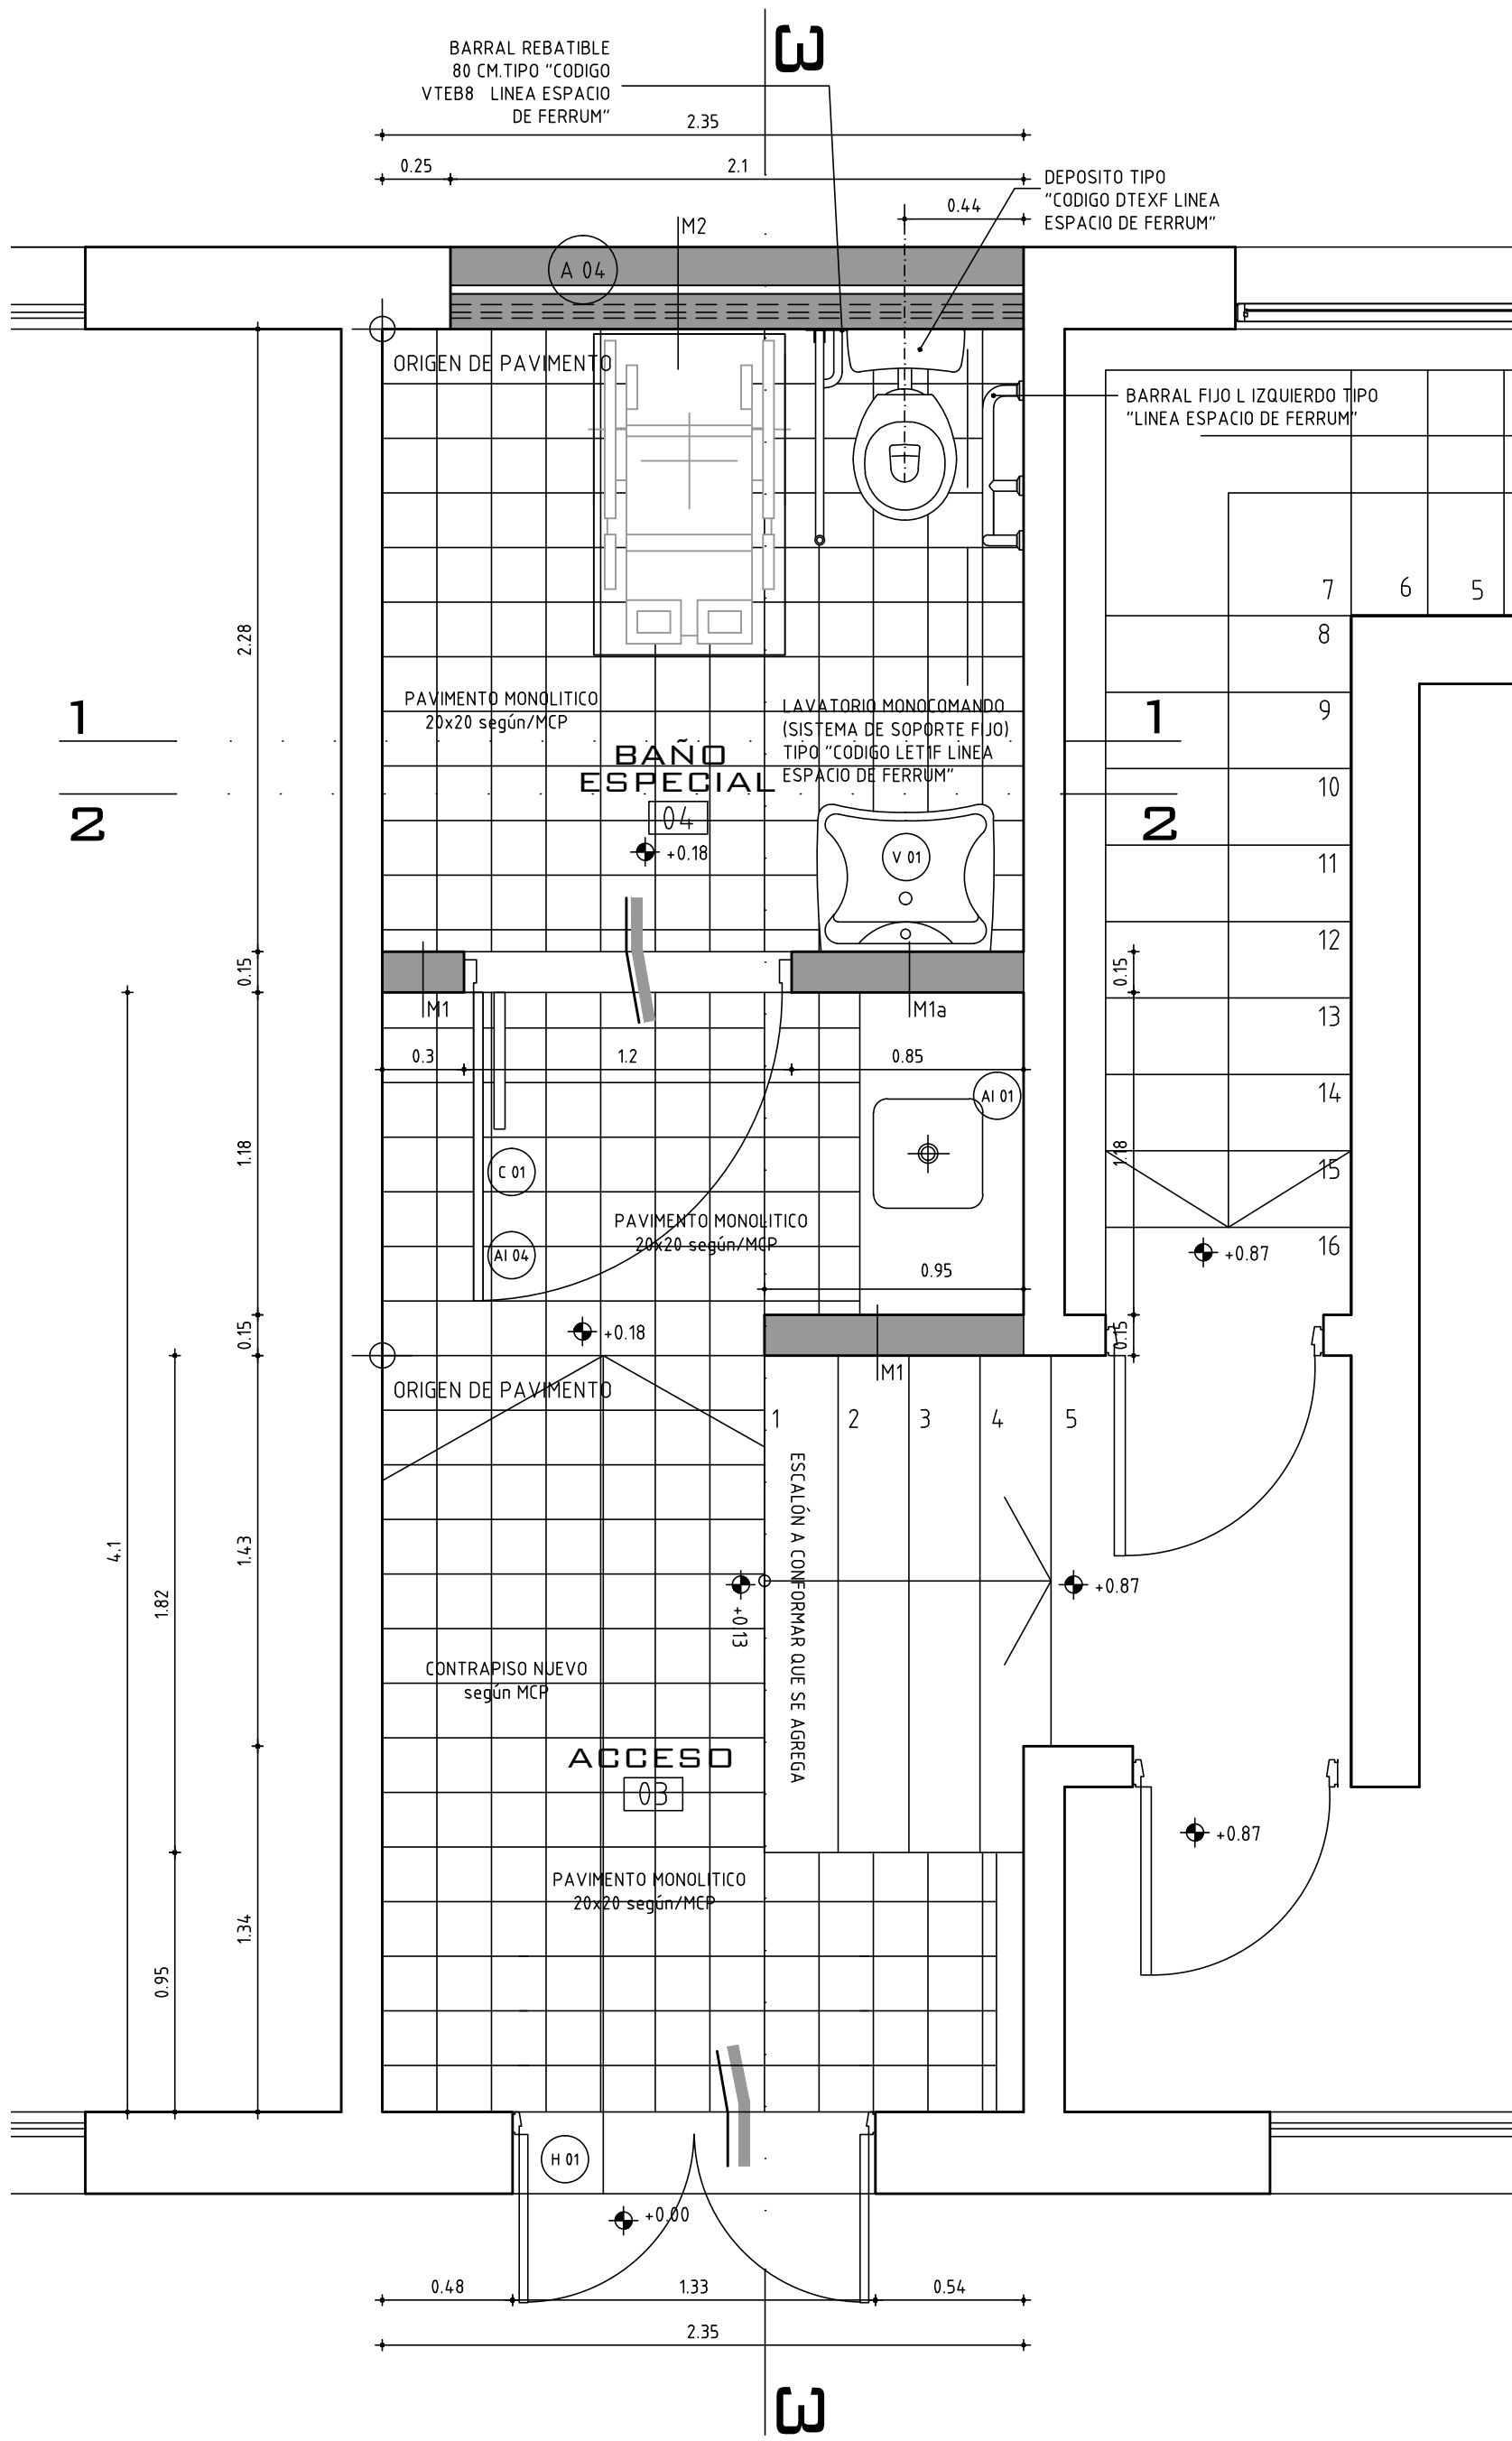 3
BARRAL REBATIBLE
80 CM.TIPO "CODIGO
VTEB8 LINEA ESPACIO
DE FERRUM"
2.35
0.25
2.1
DEPOSITO TIPO
"CODIGO DTEXF LINEA
ESPACIO DE FERRUM"
0.44
M2
A 04
ORIGEN DE PAVIMENTO
BARRAL FIJO L IZQUIERDO TIPO
"LINEA ESPACIO DE FERRUM"
7
6
5
8
9
10
11
12
13
14
15
16
2.28
PAVIMENTO MONOLITICO
20x20 según/MCP
LAVATORIO MONOCOMANDO
(SISTEMA DE SOPORTE FIJO)
TIPO "CODIGO LET1F LINEA
ESPACIO DE FERRUM"
1
1
BAÑO
ESPECIAL
04
+0.18
2
2
V 01
0.15
0.15
M1
M1a
0.3
1.2
0.85
AI 01
1.18
1.18
C 01
AI 04
PAVIMENTO MONOLITICO
20x20 según/MCP
+0.87
0.95
0.15
0.15
+0.18
M1
ORIGEN DE PAVIMENTO
1
2
3
4
5
ESCALÓN A CONFORMAR QUE SE AGREGA
4.1
1.43
1.82
+0.13
+0.87
CONTRAPISO NUEVO
según MCP
ACCESO
03
+0.87
PAVIMENTO MONOLITICO
20x20 según/MCP
1.34
0.95
H 01
+0.00
0.48
1.33
0.54
2.35
3